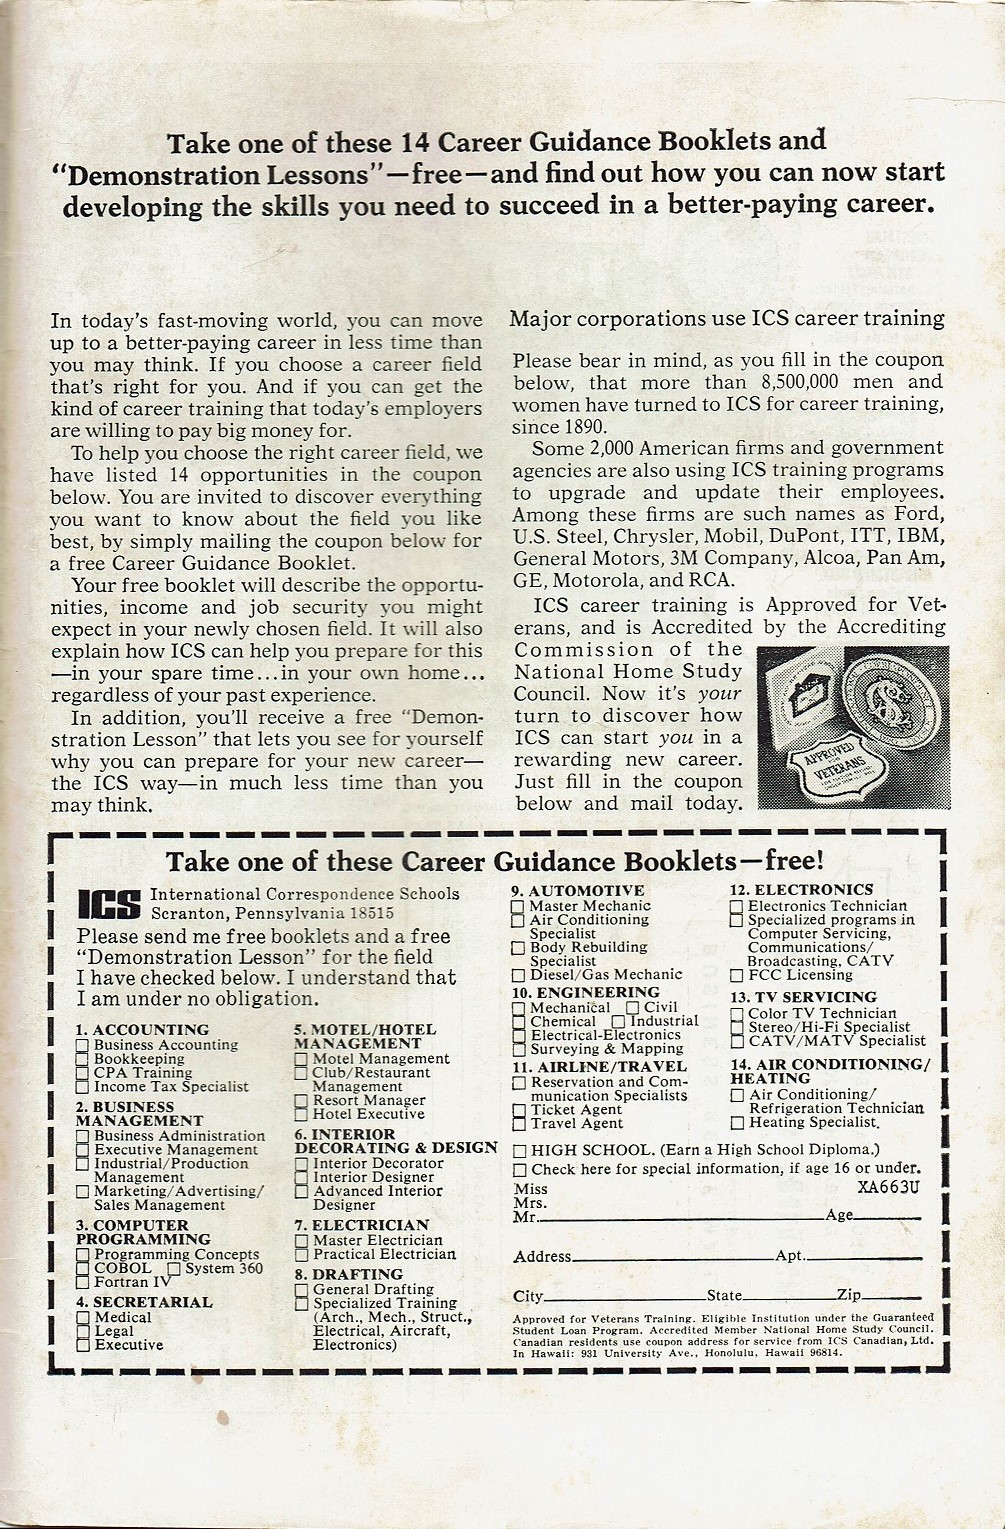 Take one of these 14 Career Guidance Booklets and
“Demonstration Lessons”—free—and find out how you can now start
developing the skills you need to succeed in a better-paying career.
In today's fast-moving world, you can move
up to a better-paying career in less time than
you may think. If you choose a career field
that's right for you. And if you can get the
kind of career training that today's employers
are willing to pay big money for.
To help you choose the right career field, we
have listed 14 opportunities in the coupon
below. You are invited to discover everything
you want to know about the field you like
best, by simply mailing the coupon below for
a free Career Guidance Booklet.
Your free booklet will describe the opportu-
nities, income and job security you might
expect in your newly chosen field. It will also
explain how ICS can help you prepare for this
—in your spare time...in your own home...
regardless of your past experience.
In addition, you'll receive a free “Demon-
stration Lesson” that lets you see for yourself
why you can prepare for your new career—
the ICS way—in much less time than you
may think.
Major corporations use ICS career training
Please bear in mind, as you fill in the coupon
below, that more than 8,500,000 men and
women have turned to ICS for career training,
since 1890.
Some 2,000 American firms and government
agencies are also using ICS training programs
to upgrade and update their employees.
Among these firms are such names as Ford,
U.S. Steel, Chrysler, Mobil, DuPont, ITT, IBM,
General Motors, 3M Company, Alcoa, Pan Am,
GE, Motorola, and RCA.
ICS career training is Approved for Vet-
erans, and is Accredited by the Accrediting
Commission of the
National Home Study
Council. Now it's your
turn to discover how
ICS can start you in a
rewarding new career.
Just fill in the coupon
below and mail today.
APPROVED
FOR
VETERANS
Take one of these Career Guidance Booklets—free!
ICS International Correspondence Schools
Scranton, Pennsylvania 18515
Please send me free booklets and a free
“Demonstration Lesson” for the field
I have checked below. I understand that
I am under no obligation.
1. ACCOUNTING
Business Accounting
Bookkeeping
CPA Training
Income Tax Specialist
2. BUSINESS
MANAGEMENT
Business Administration
Executive Management
Industrial/Production
Management
Marketing/Advertising/
Sales Management
3. COMPUTER
PROGRAMMING
Programming Concepts
COBOL System 360
Fortran IV
4. SECRETARIAL
Medical
Legal
Executive
5. MOTEL/HOTEL
MANAGEMENT
Motel Management
Club/Restaurant
Management
Resort Manager
Hotel Executive
6. INTERIOR
DECORATING & DESIGN
Interior Decorator
Interior Designer
Advanced Interior
Designer
7. ELECTRICIAN
Master Electrician
Practical Electrician
8. DRAFTING
General Drafting
Specialized Training
(Arch., Mech., Struct.,
Electrical, Aircraft,
Electronics)
9. AUTOMOTIVE
Master Mechanic
Air Conditioning
Specialist
Body Rebuilding
Specialist
Diesel/Gas Mechanic
10. ENGINEERING
Mechanical Civil
Chemical Industrial
Electrical-Electronics
Surveying & Mapping
11. AIRLINE/TRAVEL
Reservation and Com-
munication Specialists
Ticket Agent
Travel Agent
12. ELECTRONICS
Electronics Technician
Specialized programs in
Computer Servicing,
Communications/
Broadcasting, CATV
FCC Licensing
13. TV SERVICING
Color TV Technician
Stereo/Hi-Fi Specialist
CATV/MATV Specialist
14. AIR CONDITIONING/
HEATING
Air Conditioning/
Refrigeration Technician
Heating Specialist.
HIGH SCHOOL. (Earn a High School Diploma.)
Check here for special information, if age 16 or under.
Miss XA663U
Mrs.
Mr. Age
Address Apt.
City State Zip
Approved for Veterans Training. Eligible Institution under the Guaranteed
Student Loan Program. Accredited Member National Home Study Council.
Canadian residents use coupon address for service from ICS Canadian, Ltd.
In Hawaii: 931 University Ave., Honolulu, Hawaii 96814.